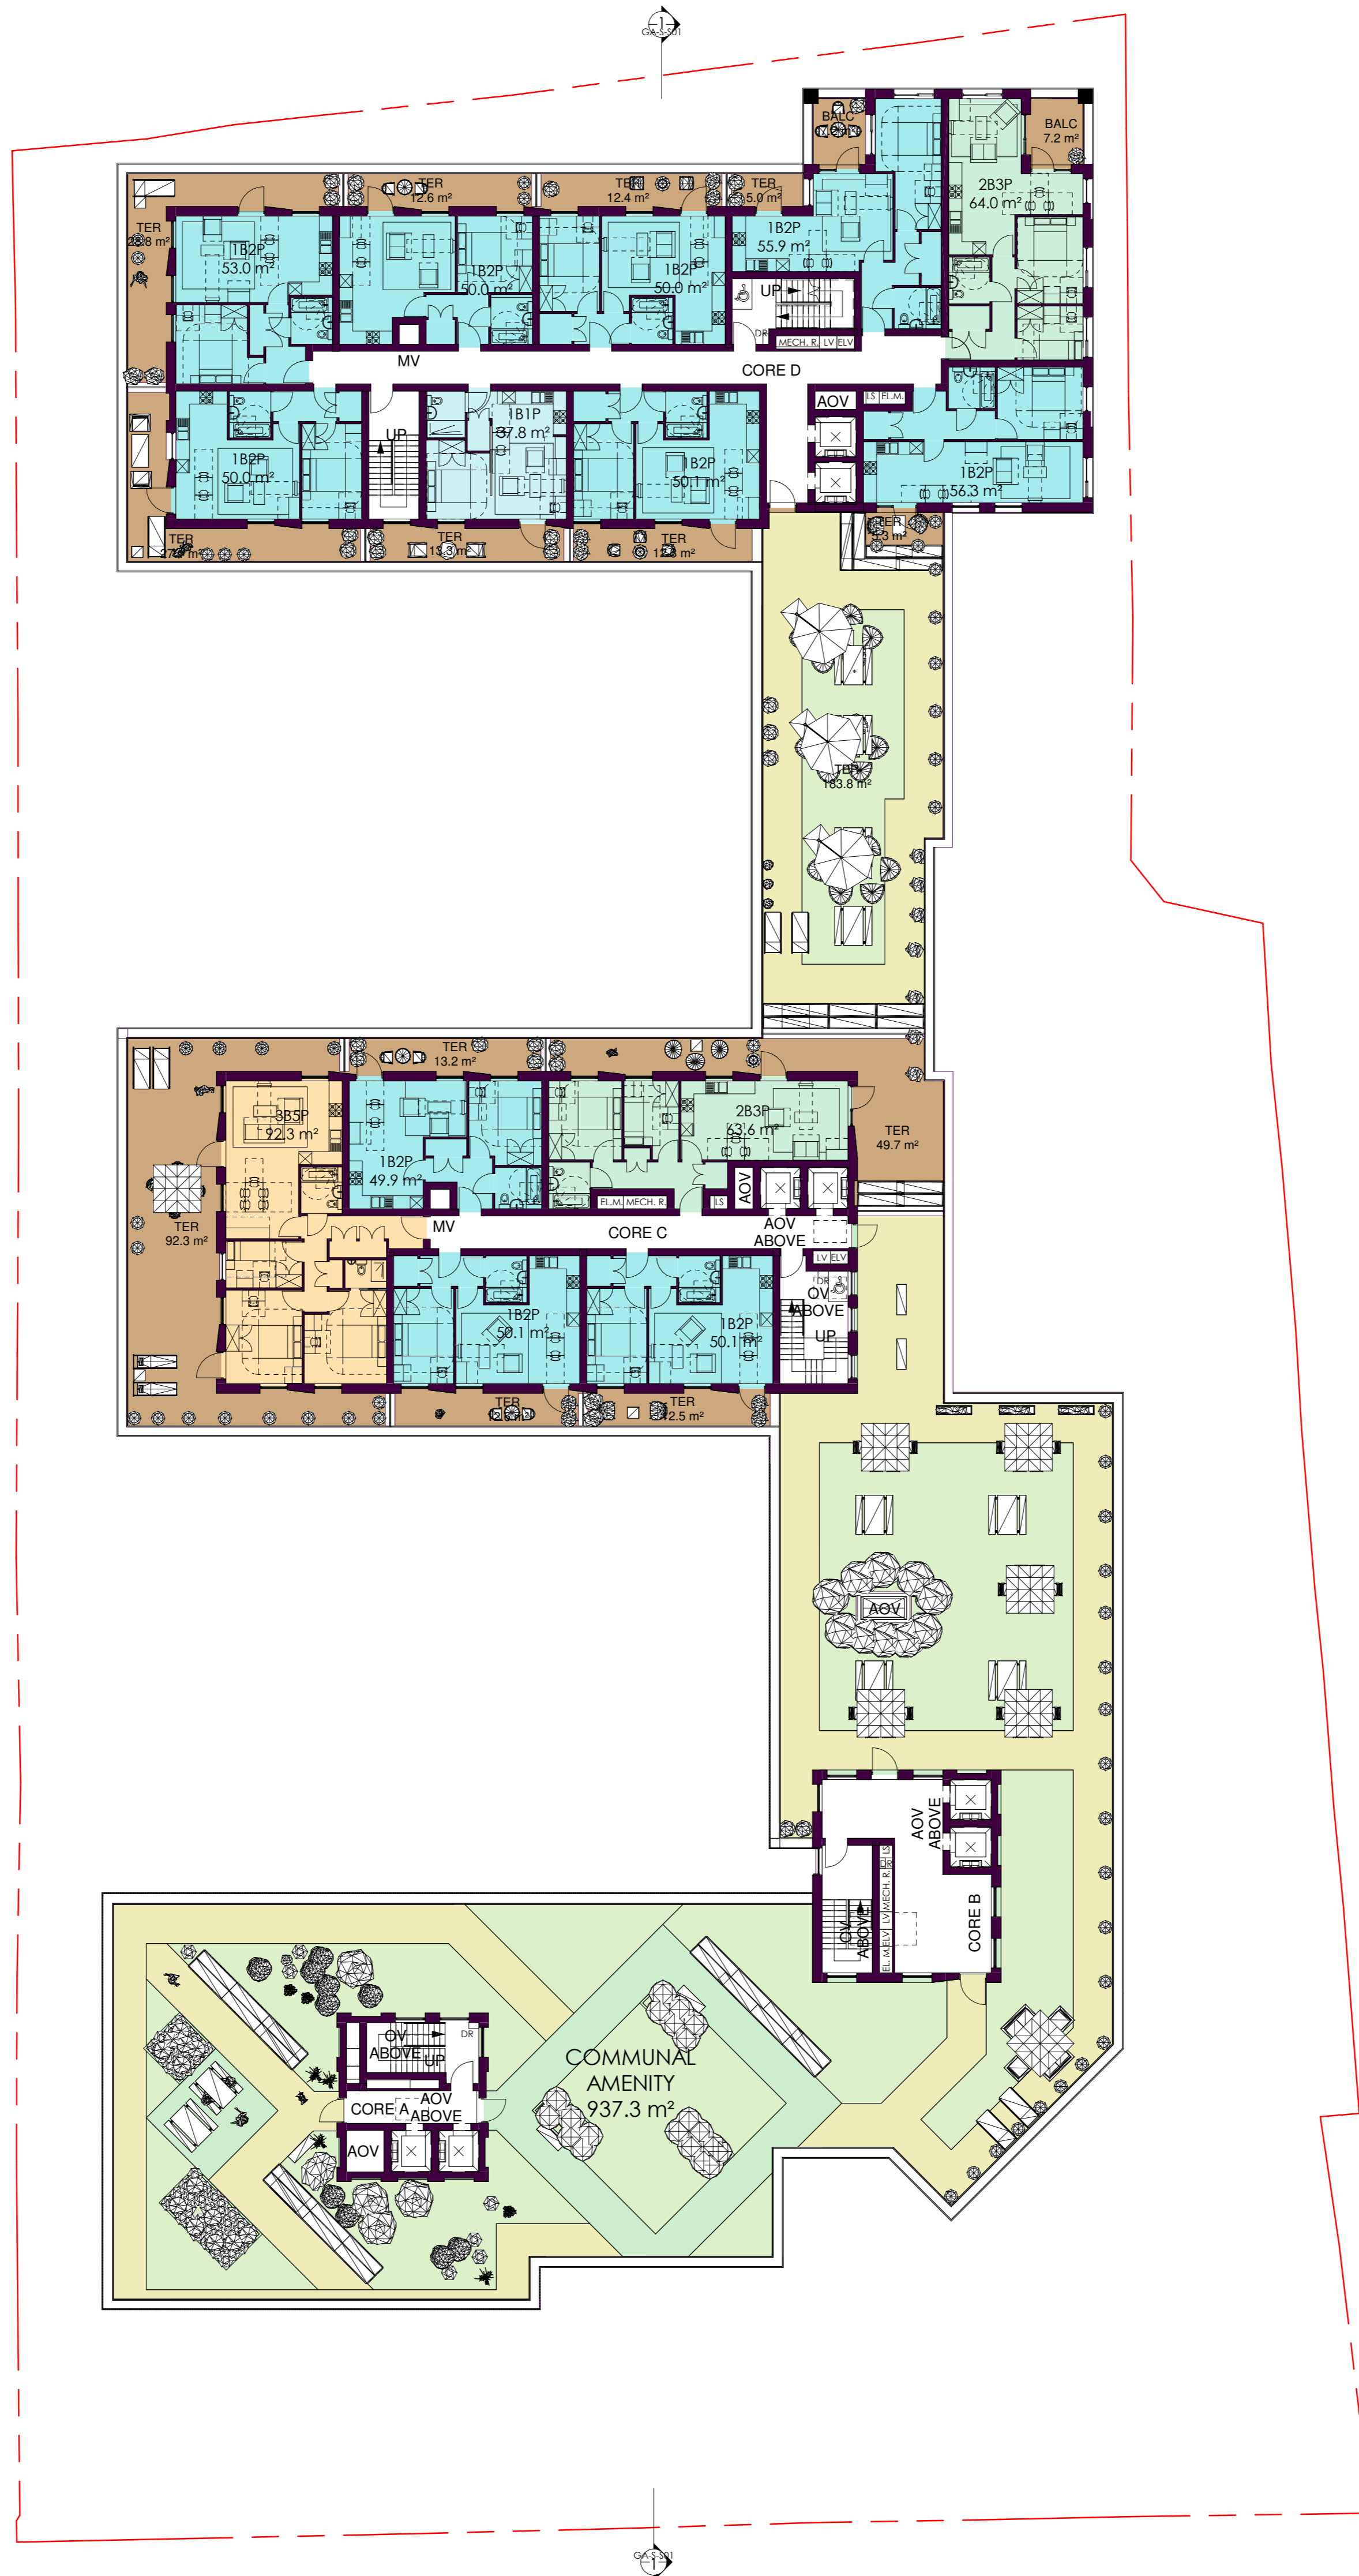 1
GA-S-S01
BALC
BALC
7.2 m²
2B3P
64.0 m²
TER
12.6 m²
TER
12.4 m²
TER
5.0 m²
TER
1B2P
53.0 m²
1B2P
50.0 m²
1B2P
50.0 m²
1B2P
55.9 m²
UP
DR
MECH. R.
LV
ELV
MV
CORE D
AOV
LS
EL.M.
UP
1B1P
37.8 m²
1B2P
50.0 m²
1B2P
50.1 m²
1B2P
56.3 m²
TER
TER
TER
TER
TER
183.8 m²
TER
13.2 m²
3B5P
92.3 m²
1B2P
49.9 m²
2B3P
63.6 m²
TER
49.7 m²
EL.M.
MECH. R.
LS
AOV
TER
92.3 m²
MV
CORE C
AOV
ABOVE
LV
ELV
DR
OV
ABOVE
UP
1B2P
50.1 m²
1B2P
50.1 m²
TER
TER
12.5 m²
AOV
AOV
ABOVE
LS
DR
MECH. R.
LV
ELV
EL. M.
OV
ABOVE
CORE B
OV
ABOVE
UP
DR
CORE A
AOV
ABOVE
AOV
COMMUNAL
AMENITY
937.3 m²
GA-S-S01
1